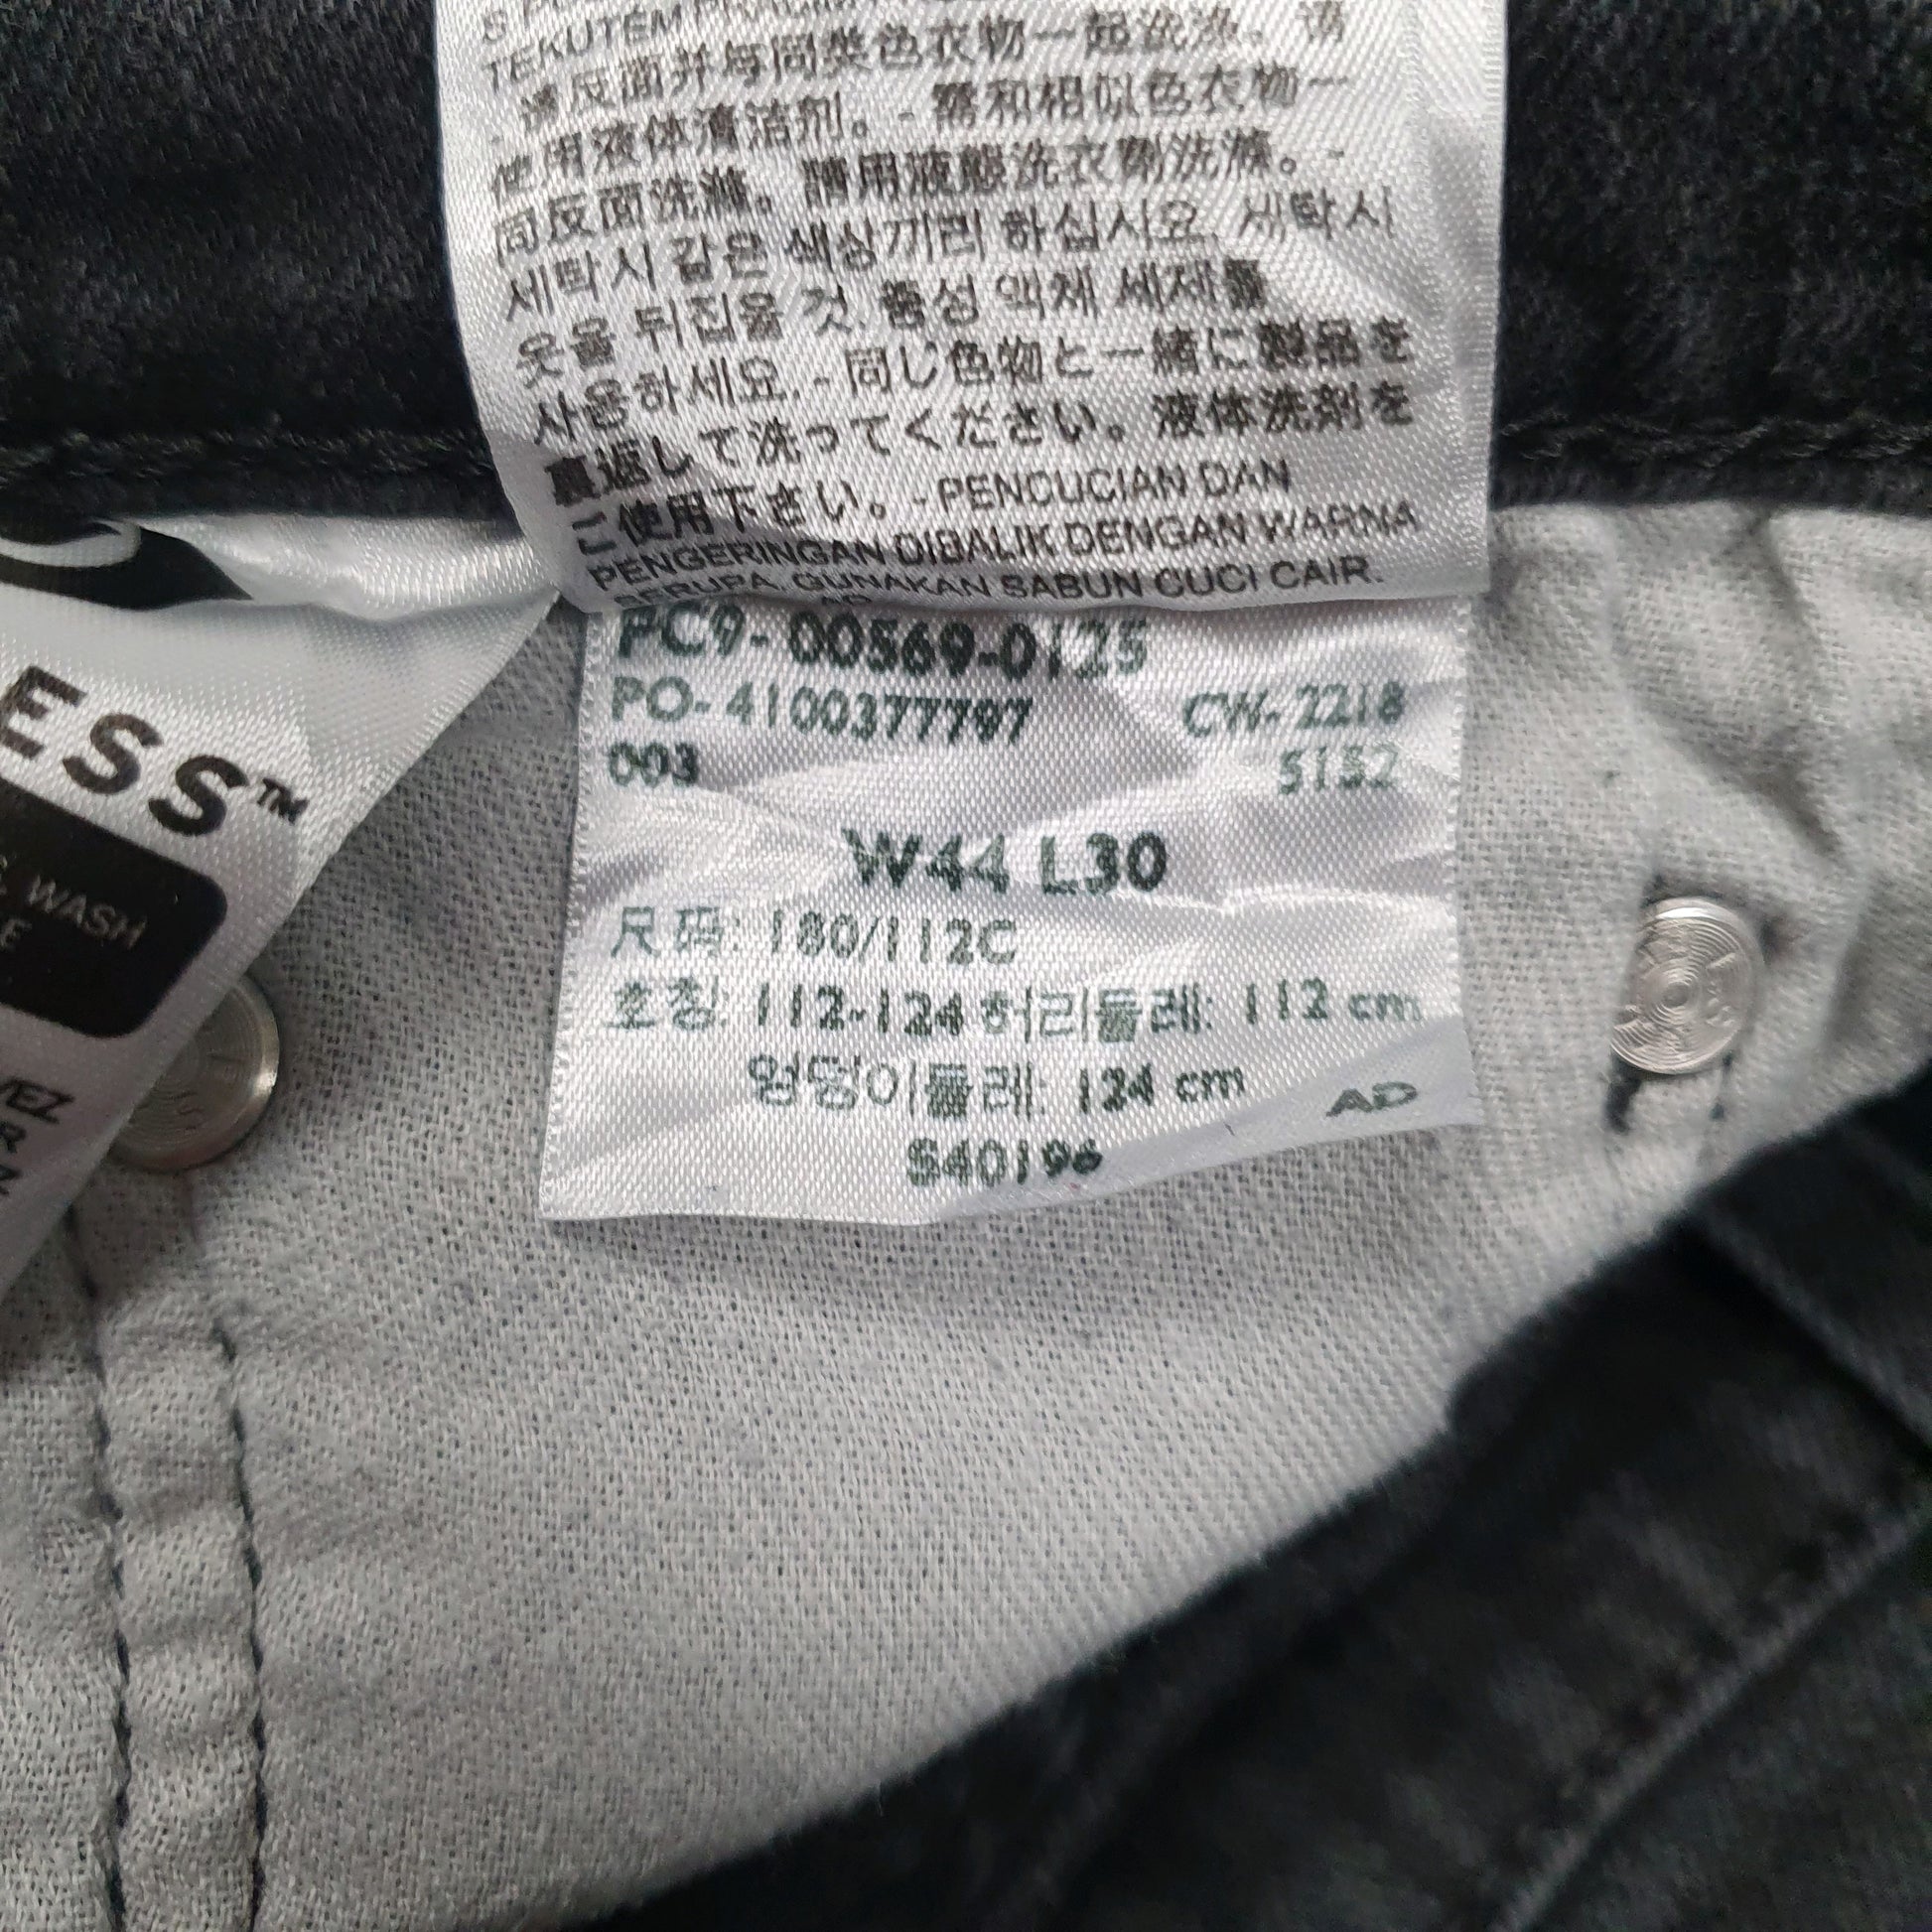 TEKUTÉM
- 请反面并与同类色衣物一起洗涤。请
使用液体清洁剂。- 需和相似色衣物一
同反面洗滌。請用液態洗衣劑洗滌。-
세탁시 같은 색상끼리 하십시요. 세탁시
옷을 뒤집을 것. 중성 액체 세제를
사용하세요. - 同じ色物と一緒に製品を
裏返して洗ってください。液体洗剤を
ご使用下さい。- PENCUCIAN DAN
PENGERINGAN DIBALIK DENGAN WARNA
SERUPA. GUNAKAN SABUN CUCI CAIR.
PC9-00569-0125
PO-4100377797 CW-2218
003 5152
W44 L30
尺码: 180/112C
호칭: 112-124 허리둘레: 112 cm
엉덩이둘레: 124 cm
AD
S40196
ESS™
WASH